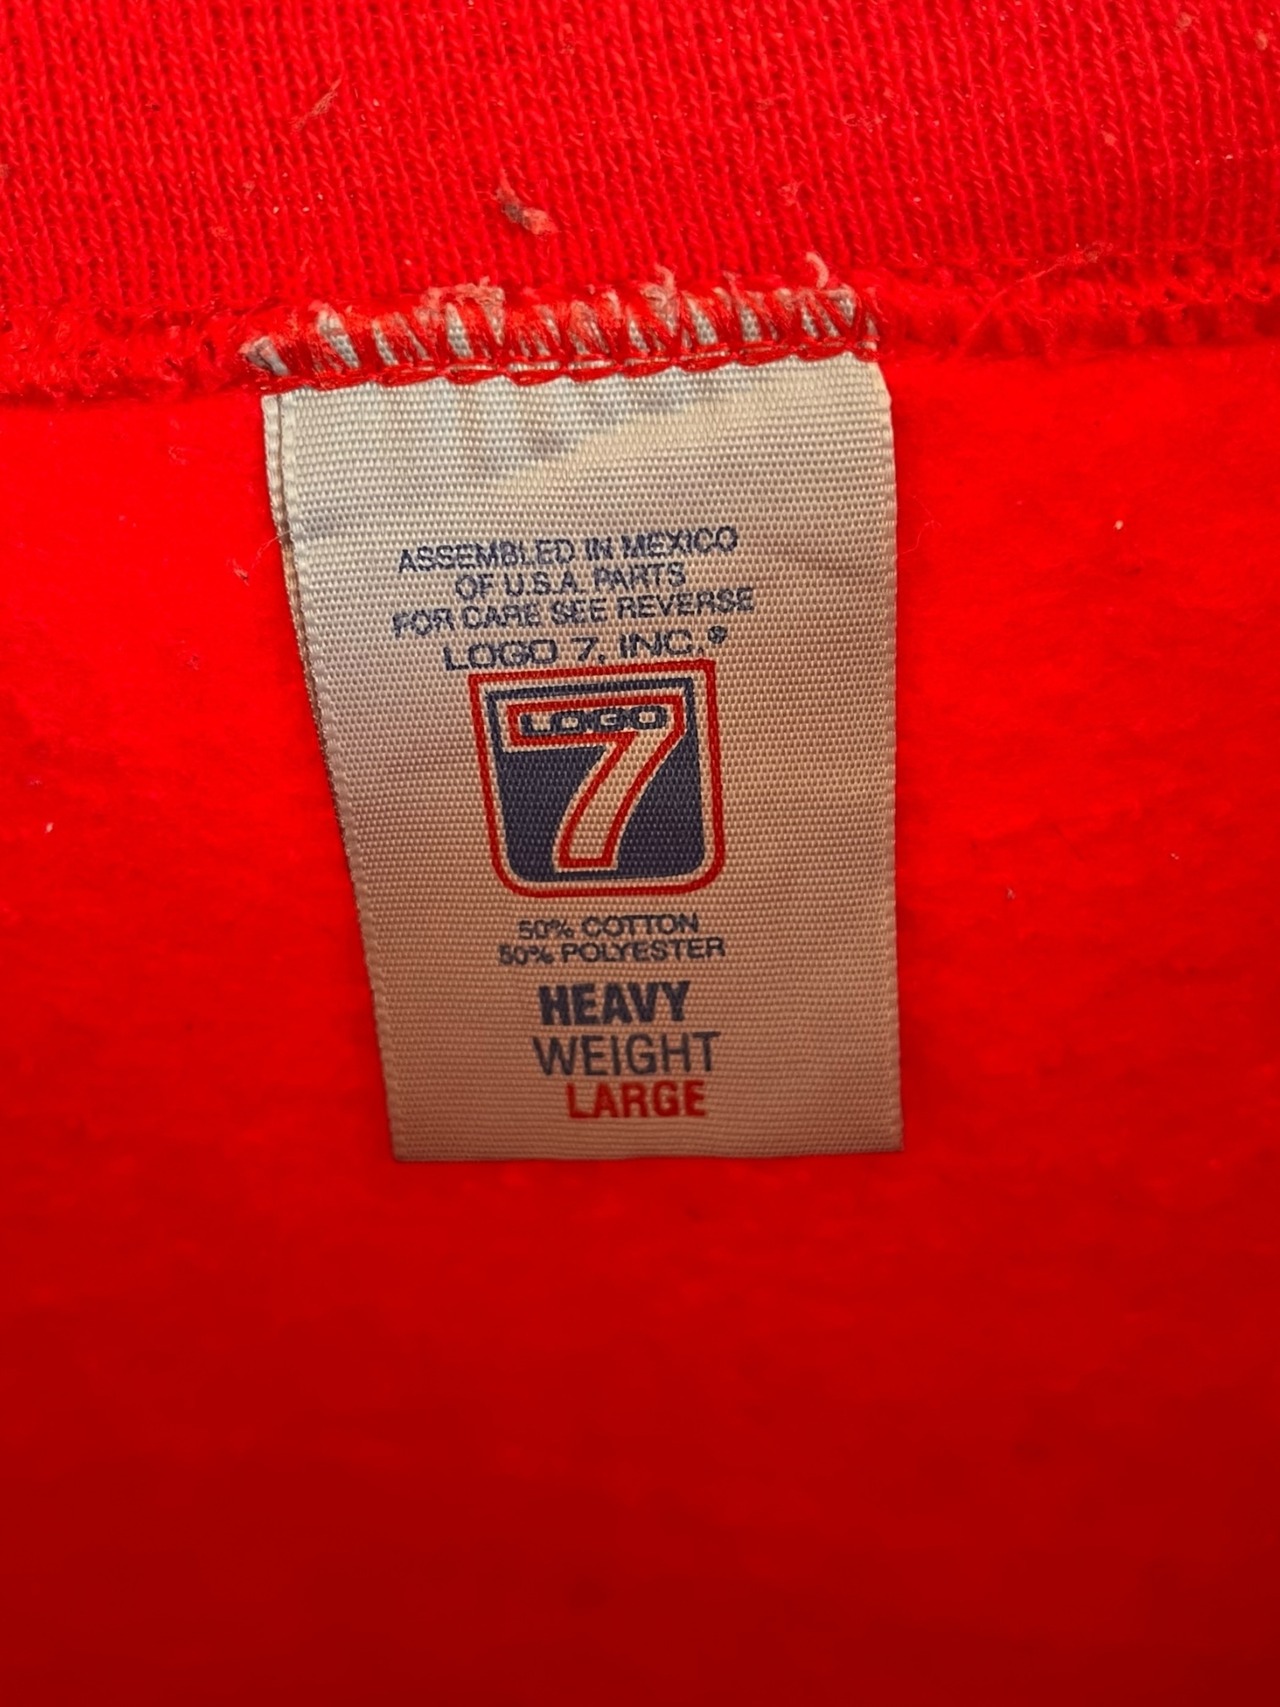 ASSEMBLED IN MEXICO
OF U.S.A. PARTS
FOR CARE SEE REVERSE
LOGO 7, INC.®
LOGO
7
50% COTTON
50% POLYESTER
HEAVY
WEIGHT
LARGE